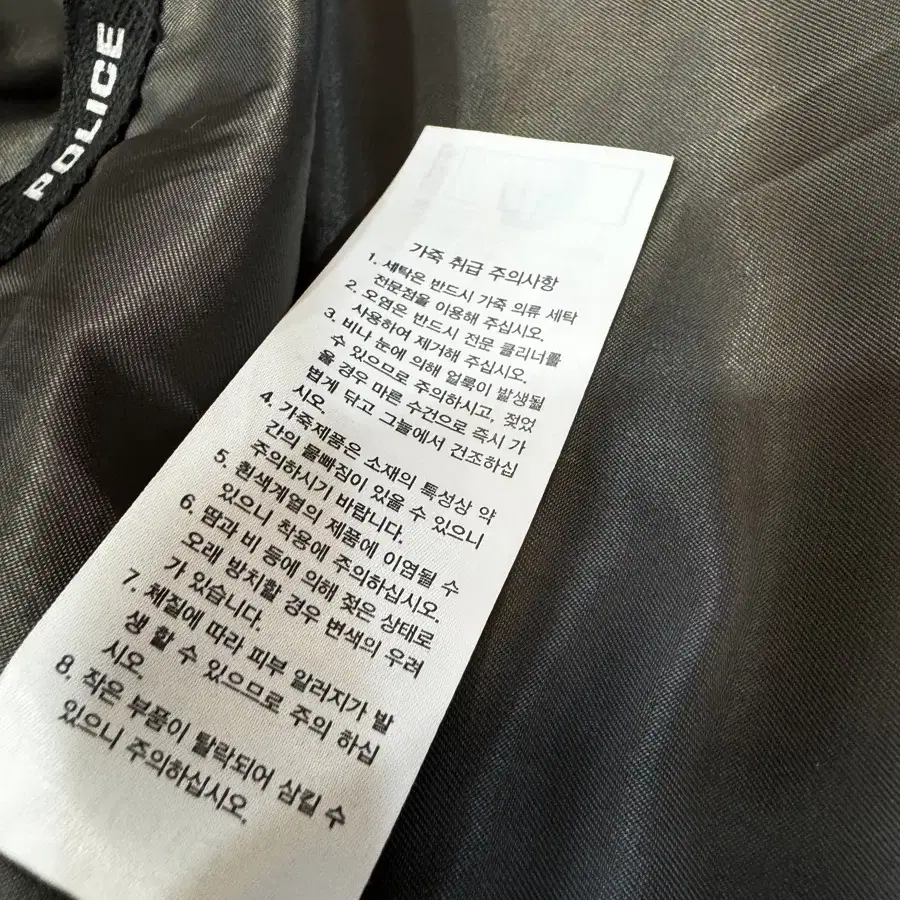 POLICE
가죽 취급 주의사항
1. 세탁은 반드시 가죽 의류 세탁
전문점을 이용해 주십시오.
2. 오염은 반드시 전문 클리너를
사용하여 제거해 주십시오.
3. 비나 눈에 의해 얼룩이 발생될
수 있으므로 주의하시고, 젖었
을 경우 마른 수건으로 즉시 가
볍게 닦고 그늘에서 건조하십
시오.
4. 가죽제품은 소재의 특성상 약
간의 물빠짐이 있을 수 있으니
주의하시기 바랍니다.
5. 흰색계열의 제품에 이염될 수
있으니 착용에 주의하십시오.
6. 땀과 비 등에 의해 젖은 상태로
오래 방치할 경우 변색의 우려
가 있습니다.
7. 체질에 따라 피부 알러지가 발
생 할 수 있으므로 주의 하십
시오.
8. 작은 부품이 탈락되어 삼킬 수
있으니 주의하십시오.